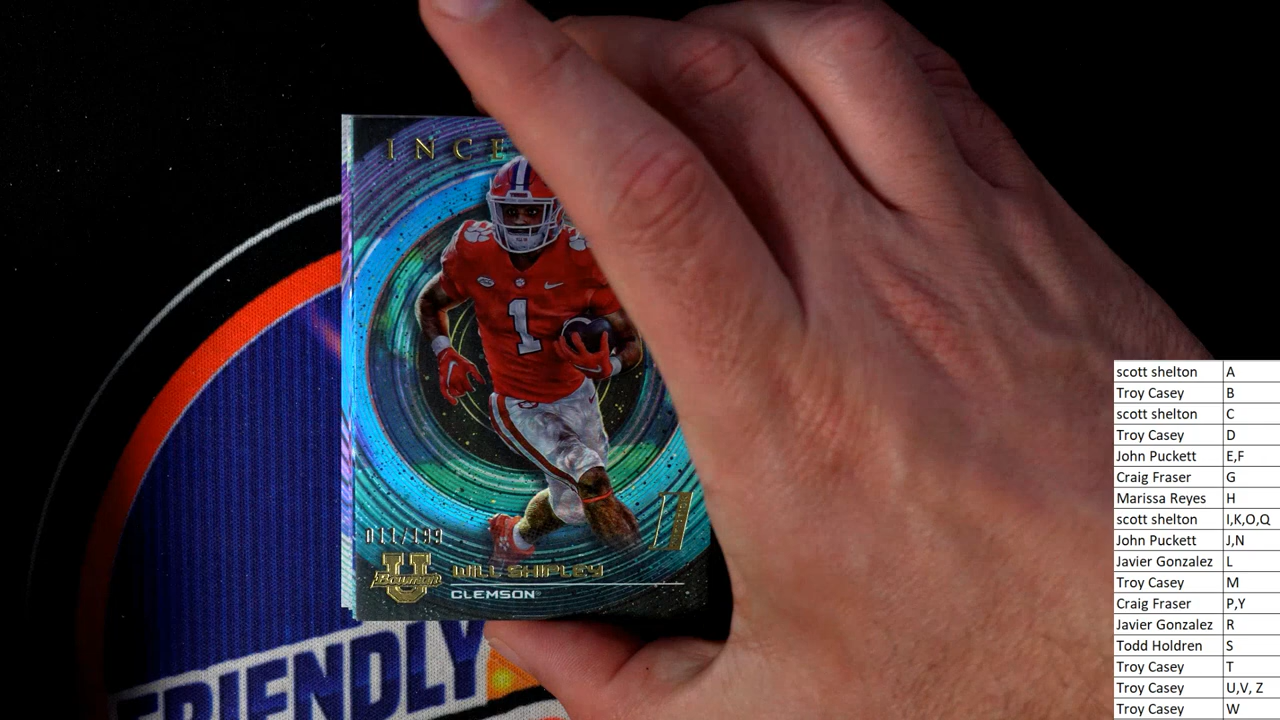 INCE
1
011/199
U
Bowman
WILL SHIPLEY
CLEMSON
FRIENDLY
scott shelton A
Troy Casey B
scott shelton C
Troy Casey D
John Puckett E,F
Craig Fraser G
Marissa Reyes H
scott shelton I,K,O,Q
John Puckett J,N
Javier Gonzalez L
Troy Casey M
Craig Fraser P,Y
Javier Gonzalez R
Todd Holdren S
Troy Casey T
Troy Casey U,V, Z
Troy Casey W